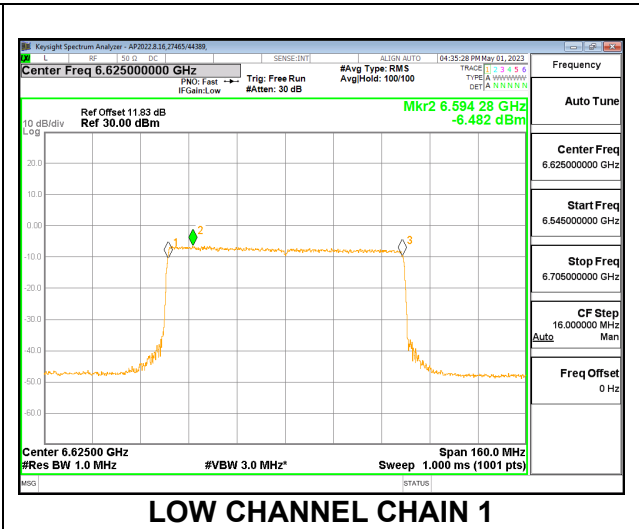 Keysight Spectrum Analyzer - AP2022.8.16,27465/44389,
L RF 50 Ω DC SENSE:INT ALIGN AUTO 04:35:28 PM May 01, 2023
Center Freq 6.625000000 GHz
PNO: Fast
IFGain:Low
Trig: Free Run
#Atten: 30 dB
#Avg Type: RMS
Avg|Hold: 100/100
TRACE 1 2 3 4 5 6
TYPE A WWWWW
DET A N N N N N
Ref Offset 11.83 dB
Ref 30.00 dBm
Mkr2 6.594 28 GHz
-6.482 dBm
10 dB/div
Log
20.0
10.0
0.00
-10.0
-20.0
-30.0
-40.0
-50.0
-60.0
1
2
3
Center 6.62500 GHz
#Res BW 1.0 MHz
#VBW 3.0 MHz*
Span 160.0 MHz
Sweep 1.000 ms (1001 pts)
MSG
STATUS
Frequency
Auto Tune
Center Freq
6.625000000 GHz
Start Freq
6.545000000 GHz
Stop Freq
6.705000000 GHz
CF Step
16.000000 MHz
Auto Man
Freq Offset
0 Hz
LOW CHANNEL CHAIN 1